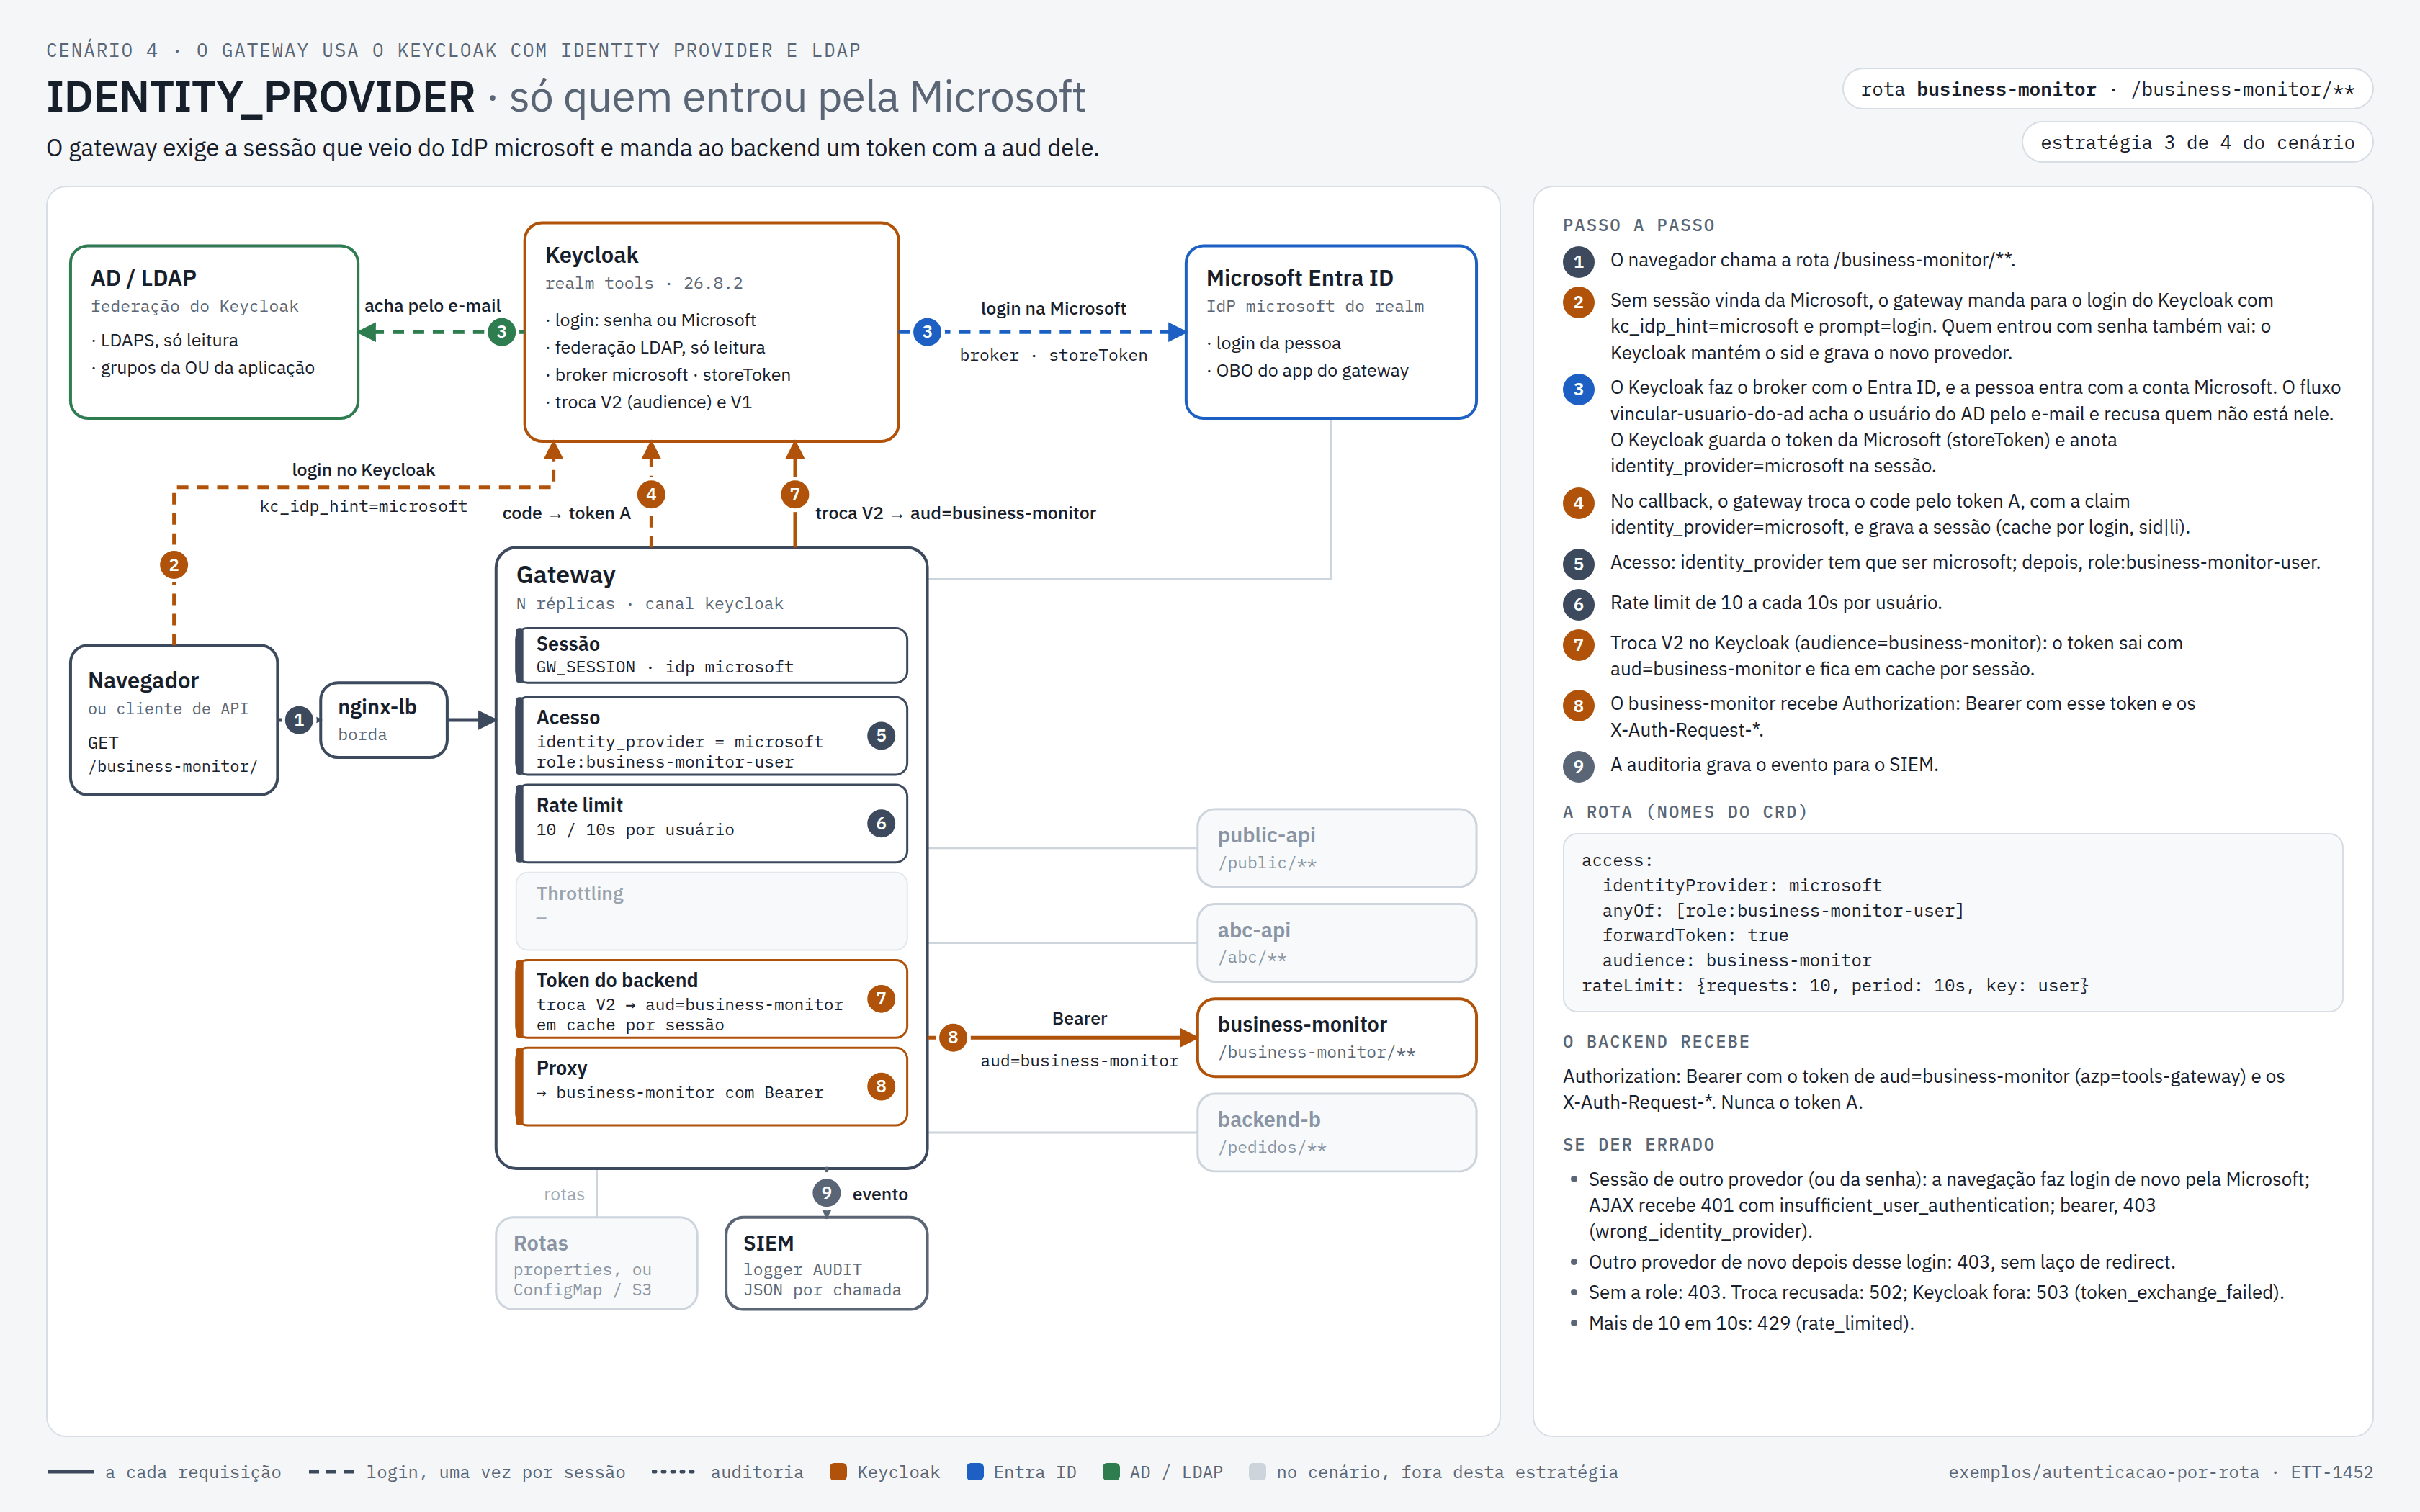 CENÁRIO 4 · O GATEWAY USA O KEYCLOAK COM IDENTITY PROVIDER E LDAP
IDENTITY_PROVIDER · só quem entrou pela Microsoft
O gateway exige a sessão que veio do IdP microsoft e manda ao backend um token com a aud dele.
rota business-monitor · /business-monitor/**
estratégia 3 de 4 do cenário
AD / LDAP
federação do Keycloak
· LDAPS, só leitura
· grupos da OU da aplicação
acha pelo e-mail
3
Keycloak
realm tools · 26.8.2
· login: senha ou Microsoft
· federação LDAP, só leitura
· broker microsoft · storeToken
· troca V2 (audience) e V1
login na Microsoft
3
broker · storeToken
Microsoft Entra ID
IdP microsoft do realm
· login da pessoa
· OBO do app do gateway
login no Keycloak
kc_idp_hint=microsoft
2
code → token A
4
7
troca V2 → aud=business-monitor
Navegador
ou cliente de API
GET
/business-monitor/
1
nginx-lb
borda
Gateway
N réplicas · canal keycloak
Sessão
GW_SESSION · idp microsoft
Acesso
identity_provider = microsoft
role:business-monitor-user
5
Rate limit
10 / 10s por usuário
6
Throttling
—
Token do backend
troca V2 → aud=business-monitor
em cache por sessão
7
Proxy
→ business-monitor com Bearer
8
8
Bearer
aud=business-monitor
public-api
/public/**
abc-api
/abc/**
business-monitor
/business-monitor/**
backend-b
/pedidos/**
rotas
9
evento
Rotas
properties, ou
ConfigMap / S3
SIEM
logger AUDIT
JSON por chamada
PASSO A PASSO
1 O navegador chama a rota /business-monitor/**.
2 Sem sessão vinda da Microsoft, o gateway manda para o login do Keycloak com
kc_idp_hint=microsoft e prompt=login. Quem entrou com senha também vai: o
Keycloak mantém o sid e grava o novo provedor.
3 O Keycloak faz o broker com o Entra ID, e a pessoa entra com a conta Microsoft. O fluxo
vincular-usuario-do-ad acha o usuário do AD pelo e-mail e recusa quem não está nele.
O Keycloak guarda o token da Microsoft (storeToken) e anota
identity_provider=microsoft na sessão.
4 No callback, o gateway troca o code pelo token A, com a claim
identity_provider=microsoft, e grava a sessão (cache por login, sid|li).
5 Acesso: identity_provider tem que ser microsoft; depois, role:business-monitor-user.
6 Rate limit de 10 a cada 10s por usuário.
7 Troca V2 no Keycloak (audience=business-monitor): o token sai com
aud=business-monitor e fica em cache por sessão.
8 O business-monitor recebe Authorization: Bearer com esse token e os
X-Auth-Request-*.
9 A auditoria grava o evento para o SIEM.
A ROTA (NOMES DO CRD)
access:
  identityProvider: microsoft
  anyOf: [role:business-monitor-user]
  forwardToken: true
  audience: business-monitor
rateLimit: {requests: 10, period: 10s, key: user}
O BACKEND RECEBE
Authorization: Bearer com o token de aud=business-monitor (azp=tools-gateway) e os
X-Auth-Request-*. Nunca o token A.
SE DER ERRADO
• Sessão de outro provedor (ou da senha): a navegação faz login de novo pela Microsoft;
AJAX recebe 401 com insufficient_user_authentication; bearer, 403
(wrong_identity_provider).
• Outro provedor de novo depois desse login: 403, sem laço de redirect.
• Sem a role: 403. Troca recusada: 502; Keycloak fora: 503 (token_exchange_failed).
• Mais de 10 em 10s: 429 (rate_limited).
a cada requisição
login, uma vez por sessão
auditoria
Keycloak
Entra ID
AD / LDAP
no cenário, fora desta estratégia
exemplos/autenticacao-por-rota · ETT-1452